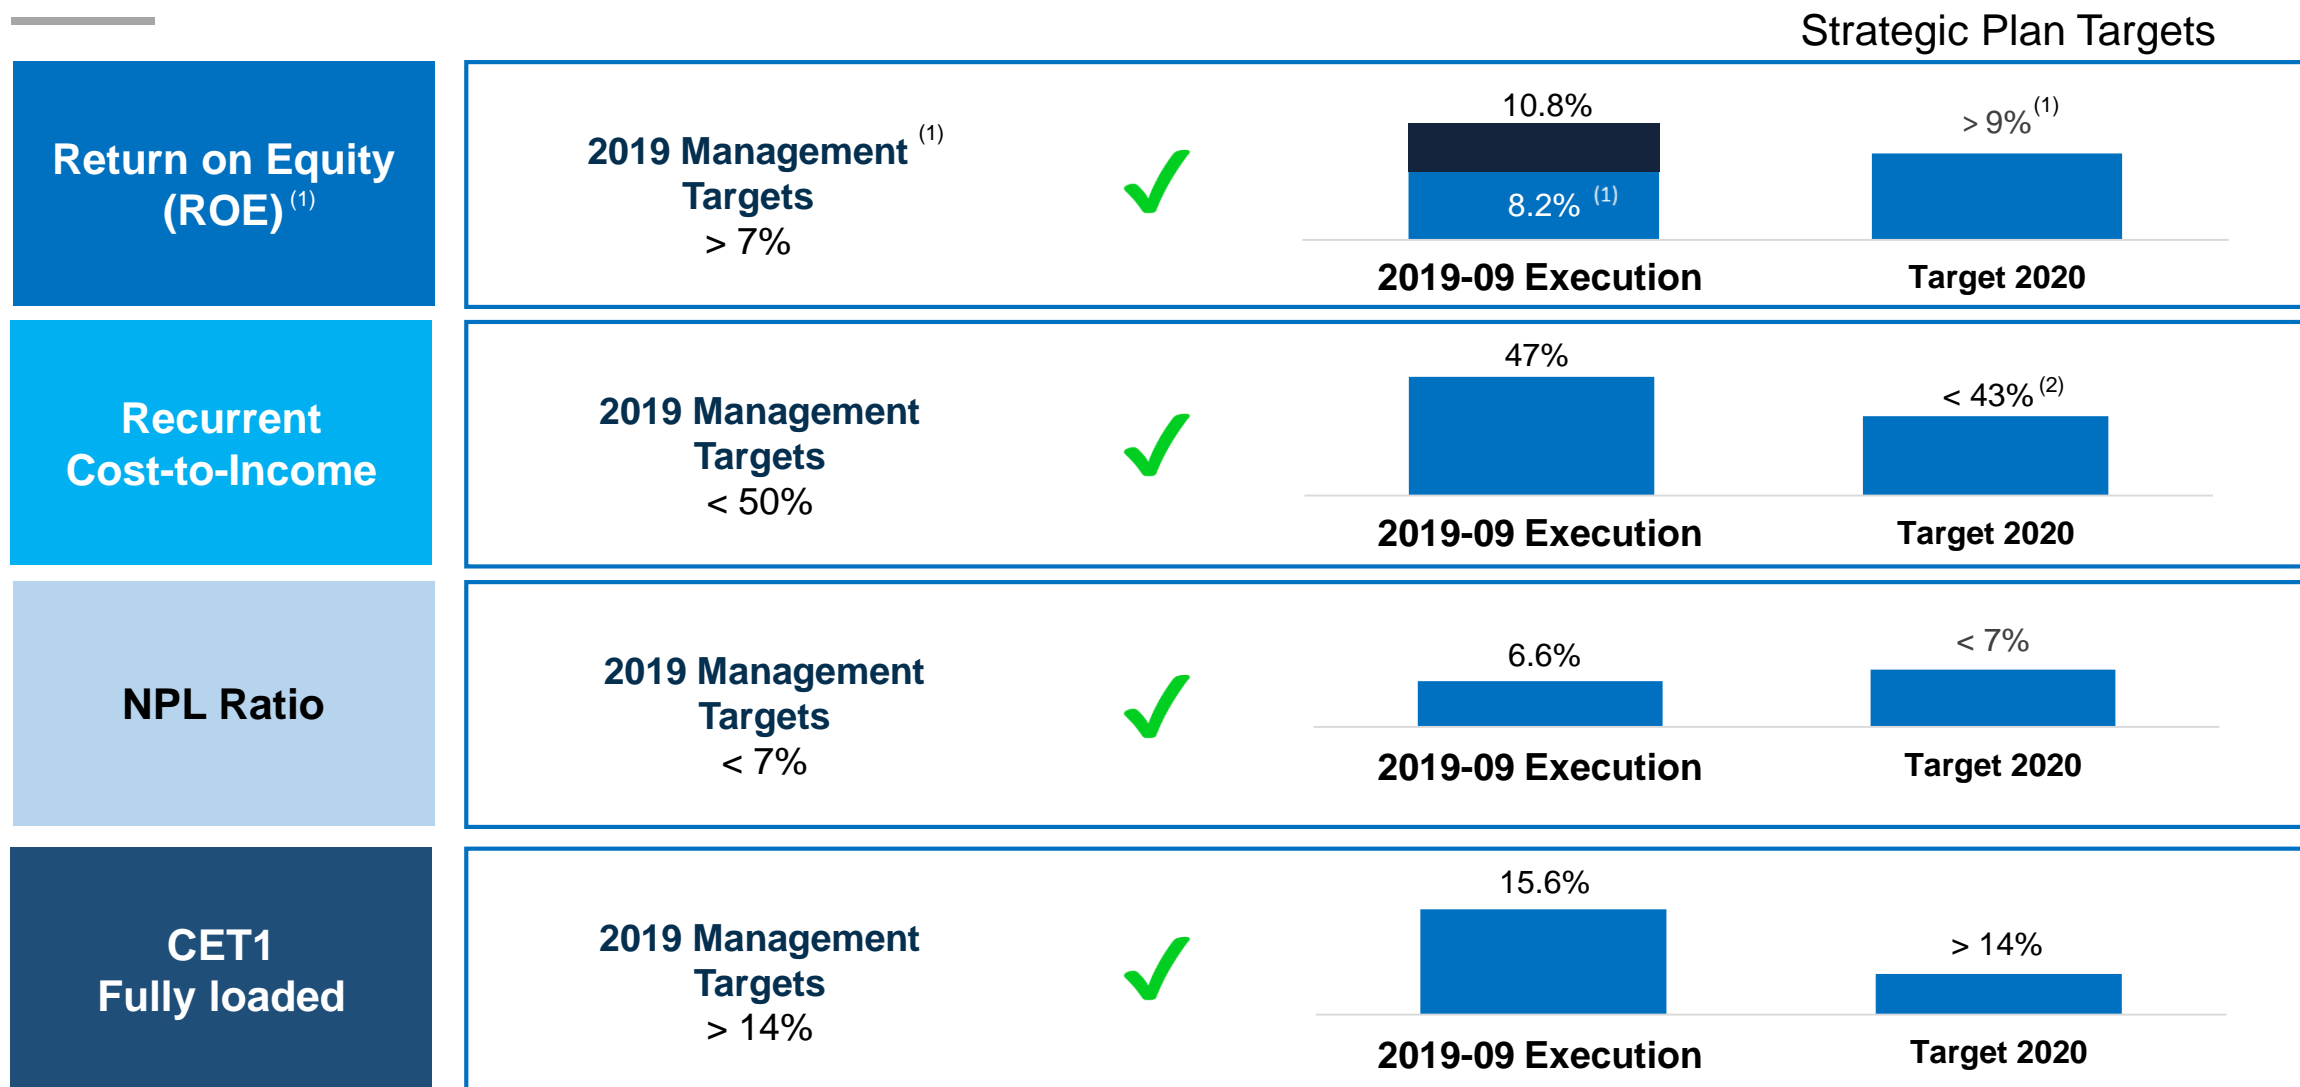 Strategic Plan Targets
Return on Equity
(ROE) (1)
2019 Management (1)
Targets
> 7%
10.8%
8.2% (1)
2019-09 Execution
> 9% (1)
Target 2020
Recurrent
Cost-to-Income
2019 Management
Targets
< 50%
47%
2019-09 Execution
< 43% (2)
Target 2020
NPL Ratio
2019 Management
Targets
< 7%
6.6%
2019-09 Execution
< 7%
Target 2020
CET1
Fully loaded
2019 Management
Targets
> 14%
15.6%
2019-09 Execution
> 14%
Target 2020